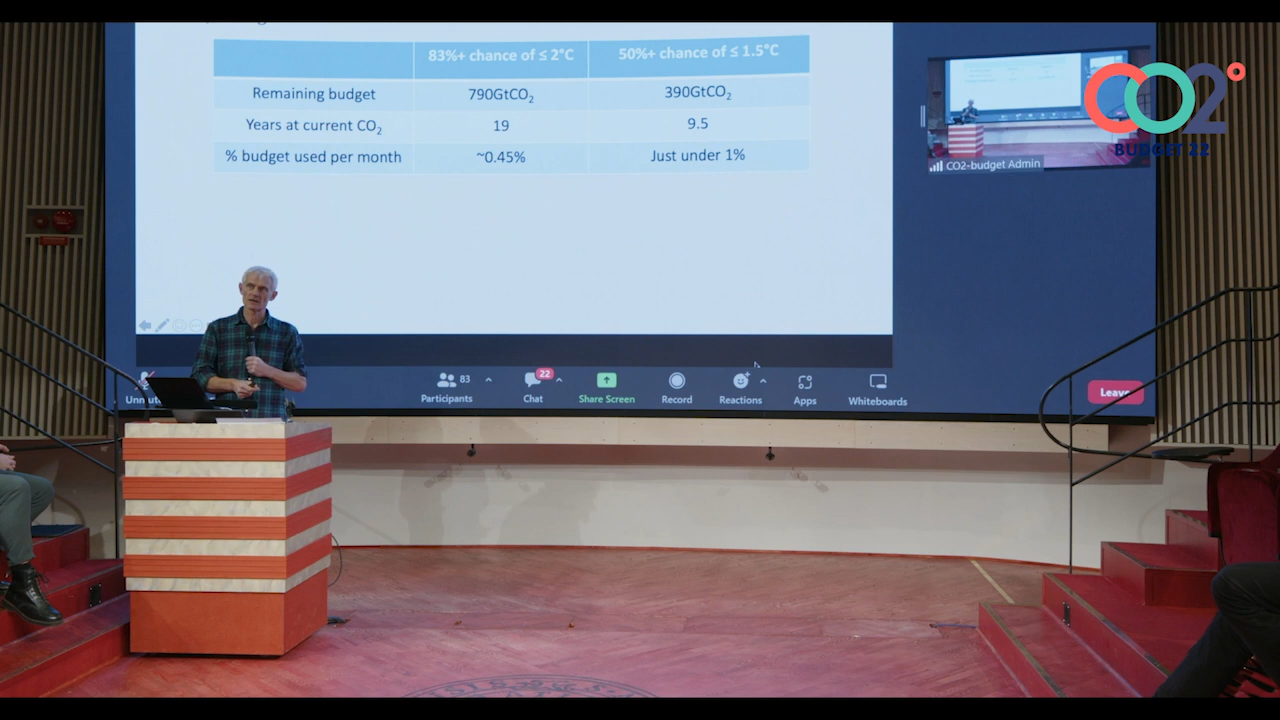 83%+ chance of ≤ 2°C 50%+ chance of ≤ 1.5°C
Remaining budget 790GtCO₂ 390GtCO₂
Years at current CO₂ 19 9.5
% budget used per month ~0.45% Just under 1%
CO2°
BUDGET 22
CO2-budget Admin
83
22
Participants
Chat
Share Screen
Record
Reactions
Apps
Whiteboards
Leave